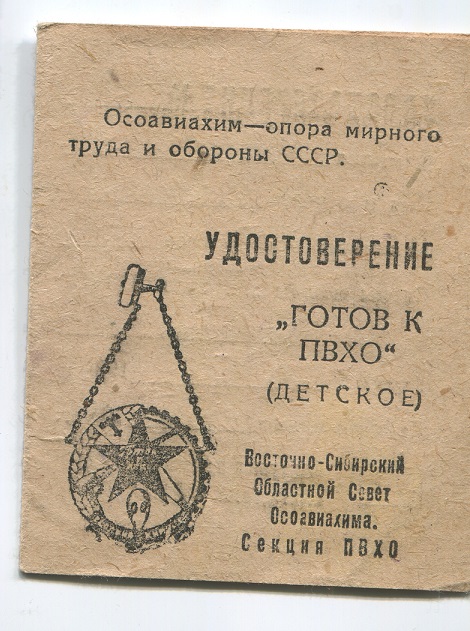 Осоавиахим—опора мирного
труда и обороны СССР.
УДОСТОВЕРЕНИЕ
„ГОТОВ К
ПВХО“
(ДЕТСКОЕ)
Восточно-Сибирский
Областной Совет
Осоавиахима.
Секция ПВХО